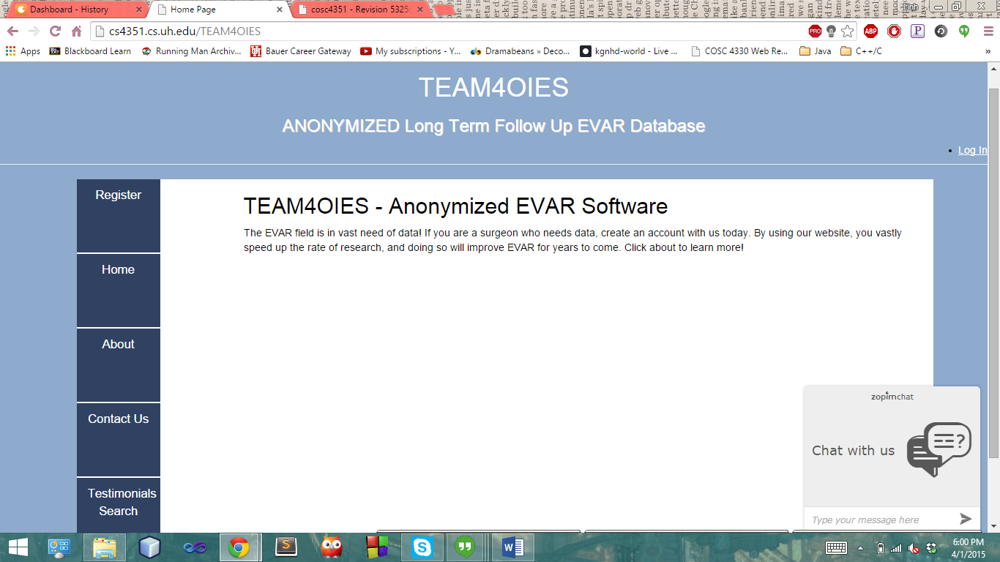 Dashboard - History
Home Page
cosc4351 - Revision 5325
cs4351.cs.uh.edu/TEAM4OIES
PRO
ABP
Apps
Bb Blackboard Learn
Running Man Archiv...
Bauer Career Gateway
My subscriptions - Y...
Dramabeans » Deco...
kgnhd-world - Live ...
COSC 4330 Web Re...
Java
C++/C
»
TEAM4OIES
ANONYMIZED Long Term Follow Up EVAR Database
• Log In
Register
Home
About
Contact Us
Testimonials
Search
TEAM4OIES - Anonymized EVAR Software
The EVAR field is in vast need of data! If you are a surgeon who needs data, create an account with us today. By using our website, you vastly
speed up the rate of research, and doing so will improve EVAR for years to come. Click about to learn more!
zopimchat
Chat with us
Type your message here
6:00 PM
4/1/2015